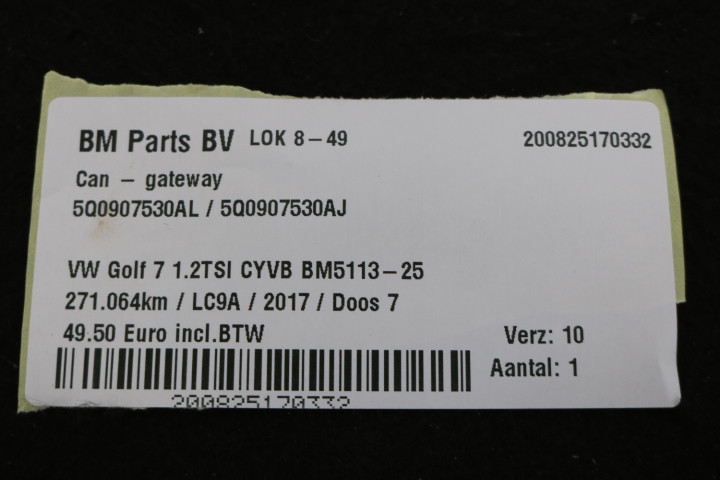 BM Parts BV LOK 8-49 200825170332
Can - gateway
5Q0907530AL / 5Q0907530AJ
VW Golf 7 1.2TSI CYVB BM5113-25
271.064km / LC9A / 2017 / Doos 7
49.50 Euro incl.BTW Verz: 10
Aantal: 1
200825170332